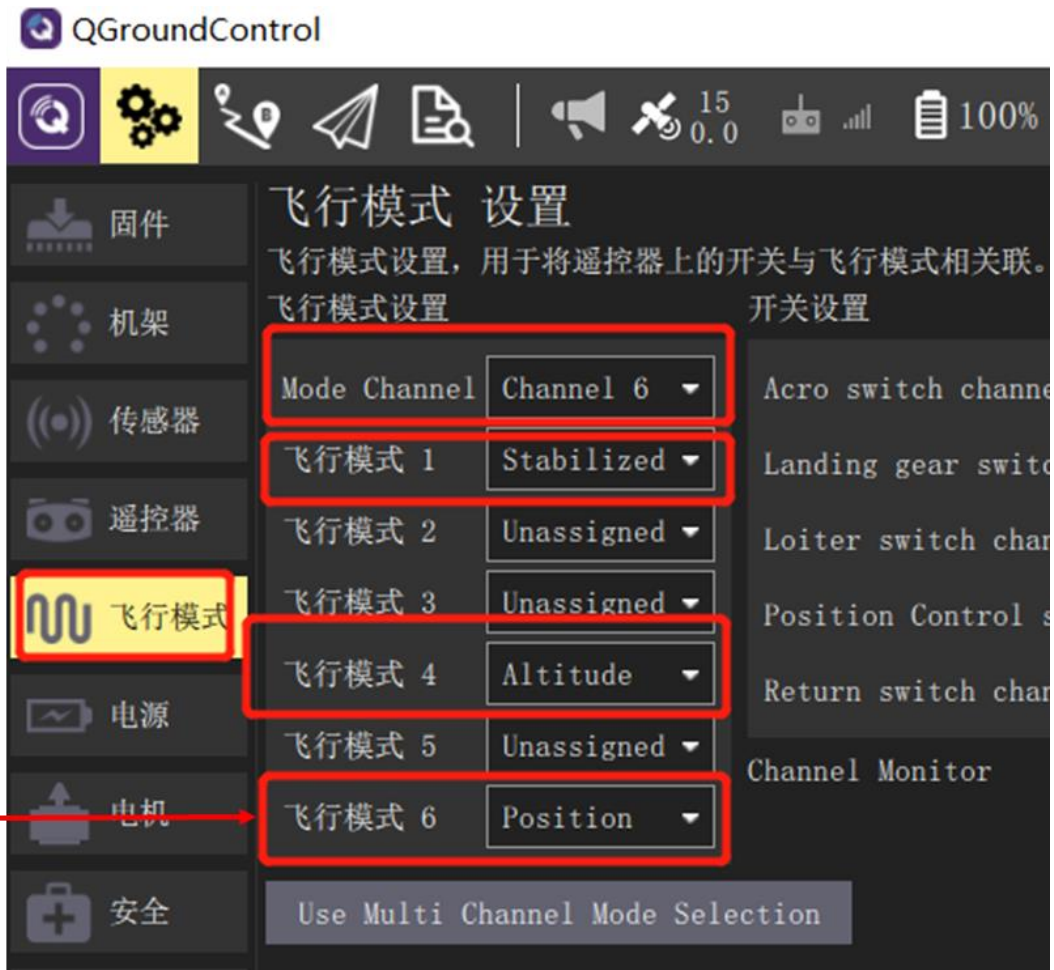 QGroundControl
15
0.0
100%
飞行模式 设置
飞行模式设置，用于将遥控器上的开关与飞行模式相关联。
固件
机架
传感器
遥控器
飞行模式
电源
电机
安全
飞行模式设置
Mode Channel Channel 6
飞行模式 1 Stabilized
飞行模式 2 Unassigned
飞行模式 3 Unassigned
飞行模式 4 Altitude
飞行模式 5 Unassigned
飞行模式 6 Position
Use Multi Channel Mode Selection
开关设置
Acro switch channe
Landing gear switc
Loiter switch chan
Position Control s
Return switch chan
Channel Monitor